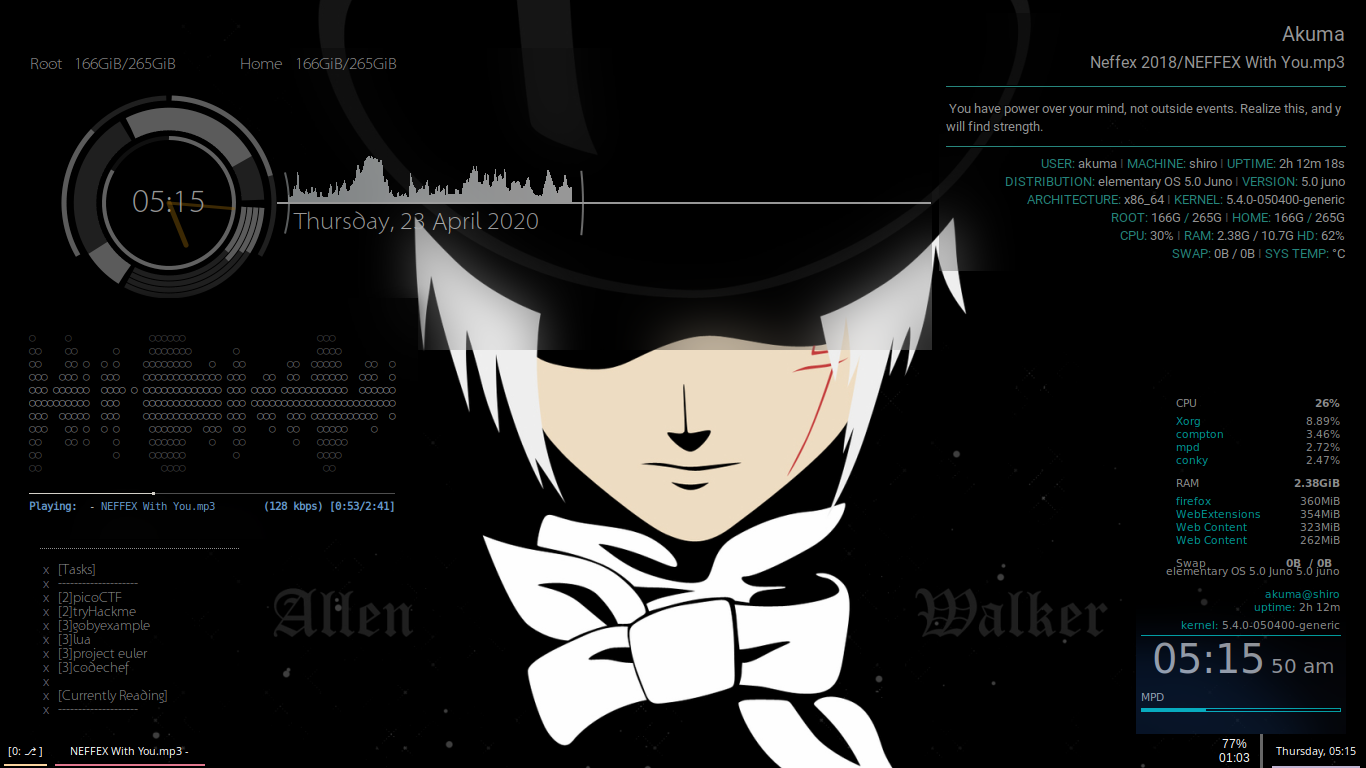 Root 166GiB/265GiB Home 166GiB/265GiB
05:15
Thursday, 23 April 2020
Playing: - NEFFEX With You.mp3 (128 kbps) [0:53/2:41]
x [Tasks]
x --------------------
x [2]picoCTF
x [2]tryHackme
x [3]gobyexample
x [3]lua
x [3]project euler
x [3]codechef
x
x [Currently Reading]
x --------------------
Allen Walker
Akuma
Neffex 2018/NEFFEX With You.mp3
You have power over your mind, not outside events. Realize this, and y
will find strength.
USER: akuma | MACHINE: shiro | UPTIME: 2h 12m 18s
DISTRIBUTION: elementary OS 5.0 Juno | VERSION: 5.0 juno
ARCHITECTURE: x86_64 | KERNEL: 5.4.0-050400-generic
ROOT: 166G / 265G | HOME: 166G / 265G
CPU: 30% | RAM: 2.38G / 10.7G HD: 62%
SWAP: 0B / 0B | SYS TEMP: °C
CPU 26%
Xorg 8.89%
compton 3.46%
mpd 2.72%
conky 2.47%
RAM 2.38GiB
firefox 360MiB
WebExtensions 354MiB
Web Content 323MiB
Web Content 262MiB
Swap 0B / 0B
elementary OS 5.0 Juno 5.0 juno
akuma@shiro
uptime: 2h 12m
kernel: 5.4.0-050400-generic
05:15 50 am
MPD
[0: ⎇ ] NEFFEX With You.mp3 -
77%
01:03
Thursday, 05:15